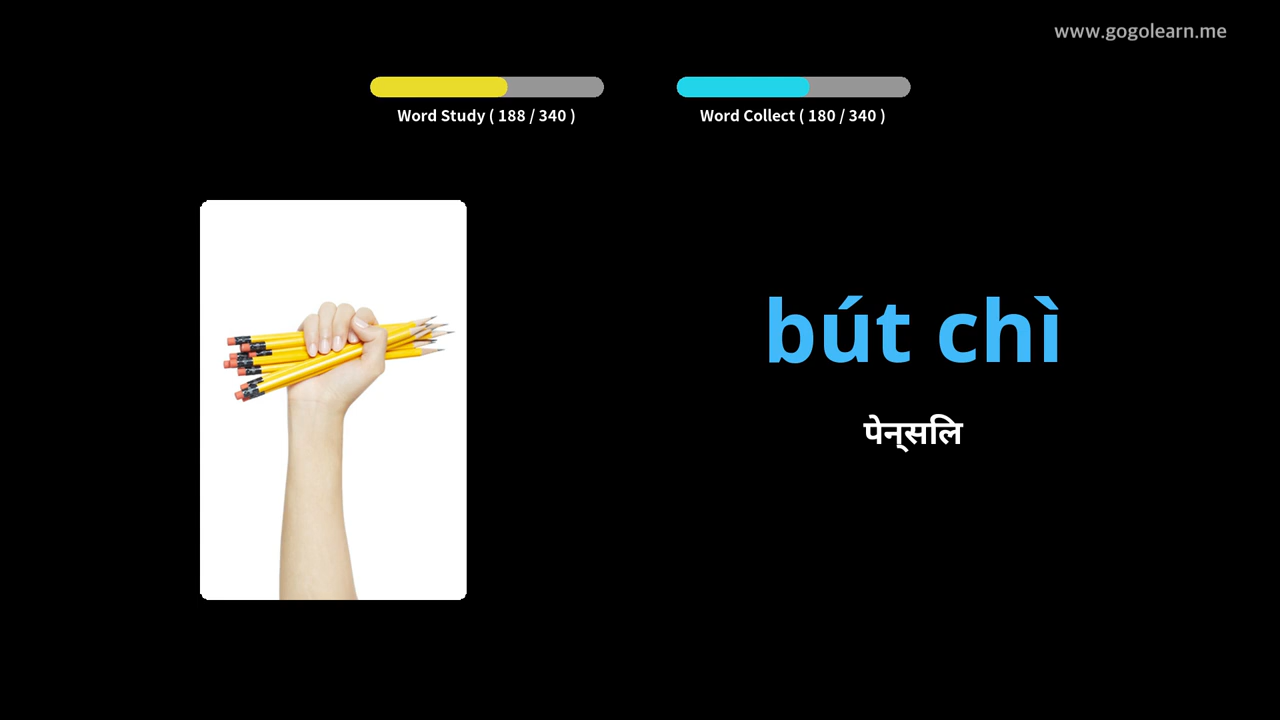 www.gogolearn.me
Word Study ( 188 / 340 )
Word Collect ( 180 / 340 )
bút chì
पेन्‌सलि